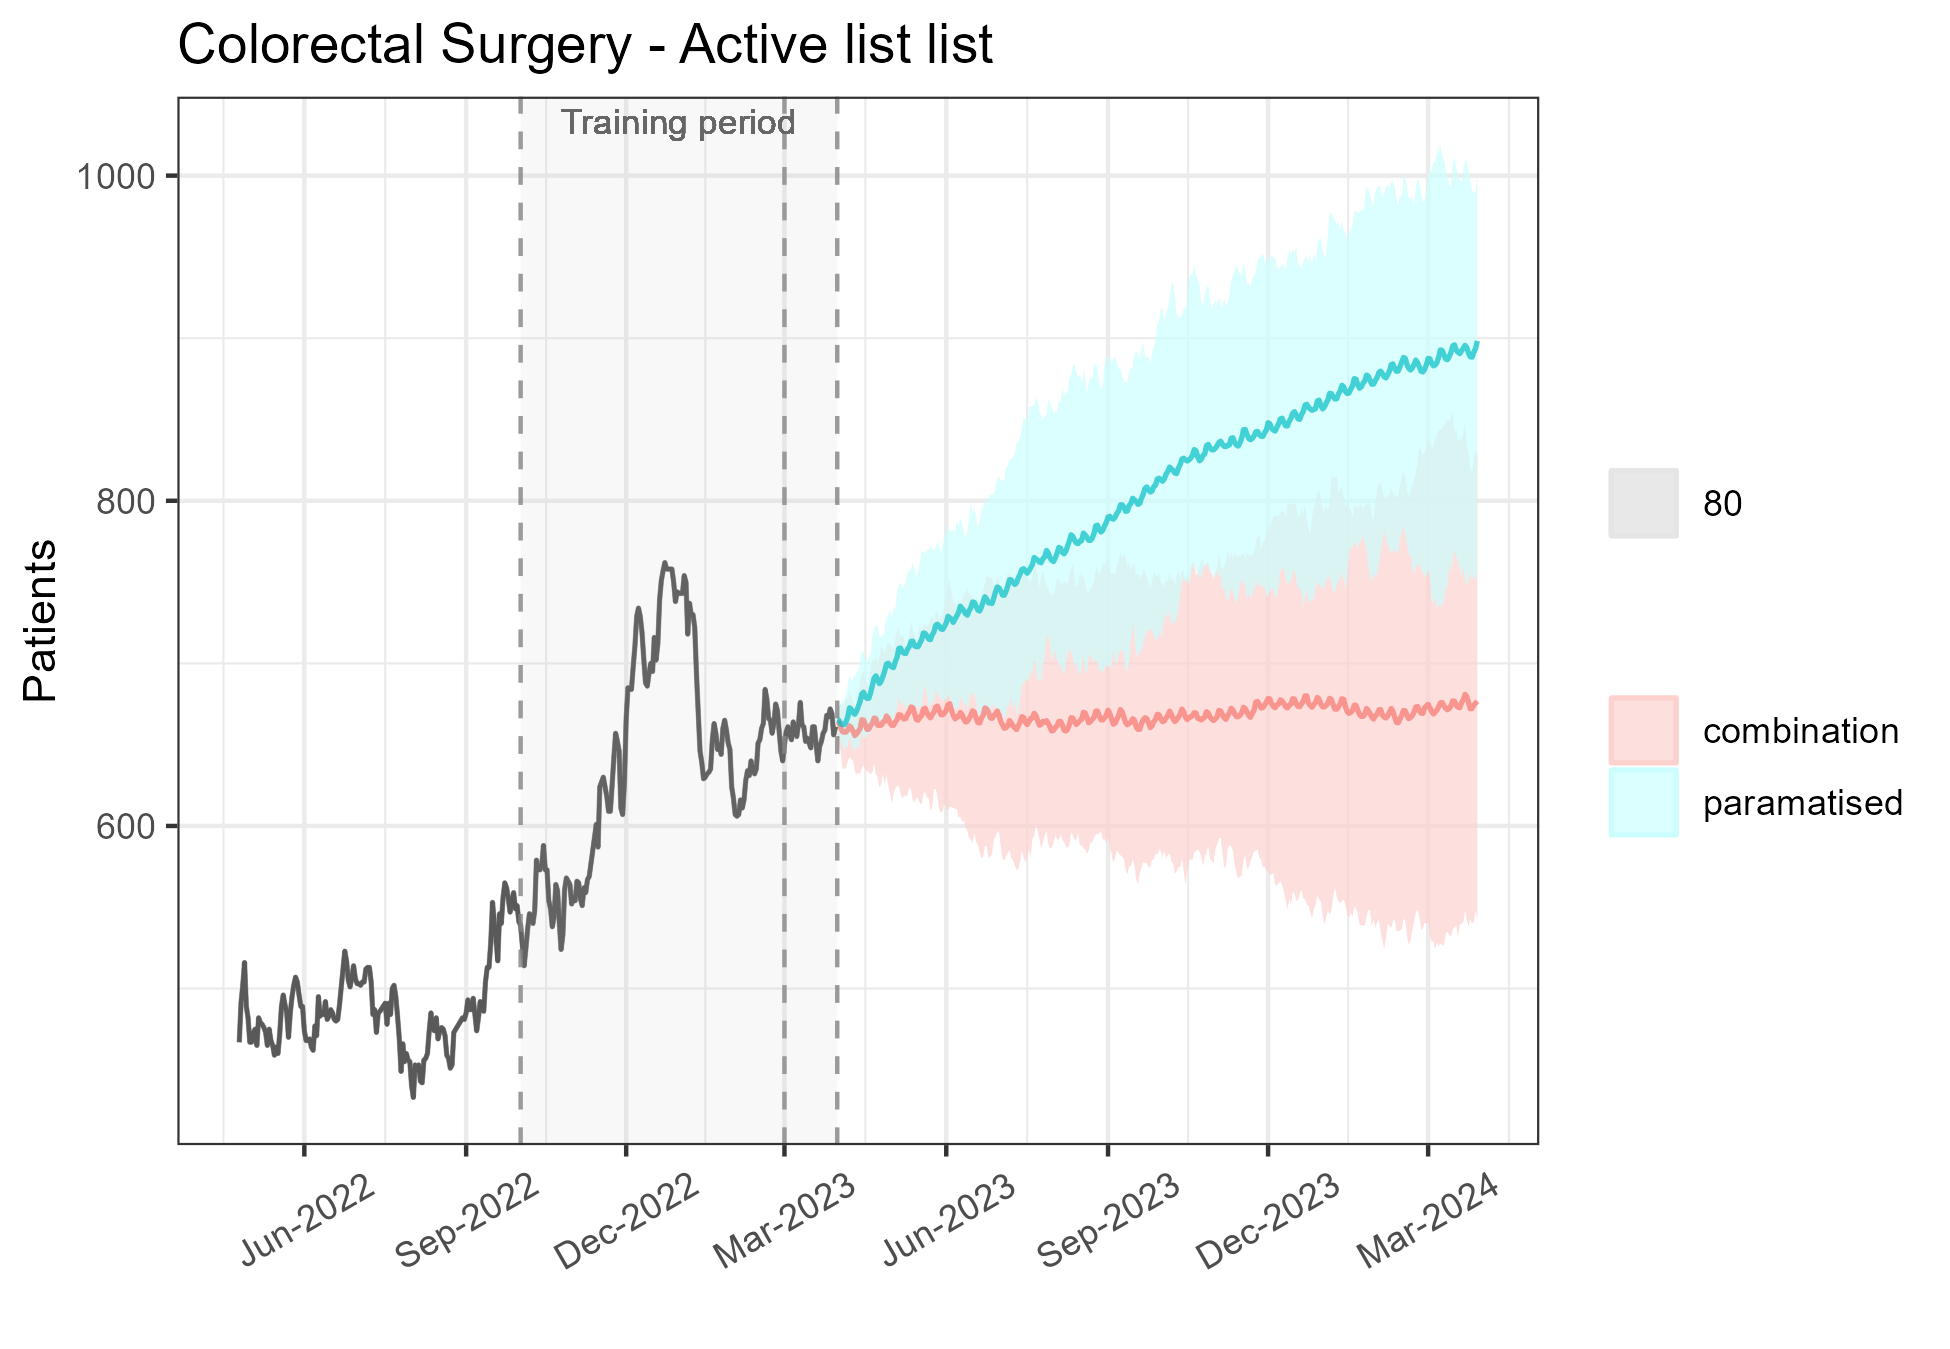 Colorectal Surgery - Active list list
Training period
1000
800
600
Patients
Jun-2022
Sep-2022
Dec-2022
Mar-2023
Jun-2023
Sep-2023
Dec-2023
Mar-2024
80
combination
paramatised